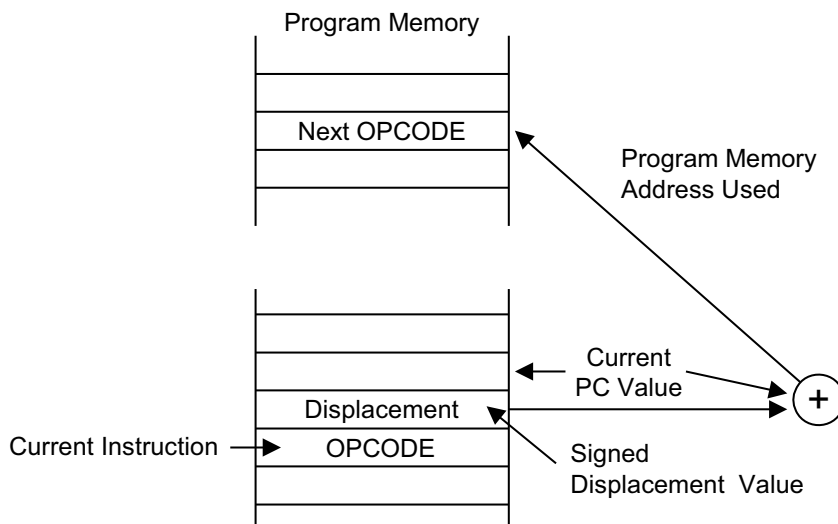 Program Memory
Next OPCODE
Program Memory
Address Used
Current
PC Value
+
Displacement
Current Instruction
OPCODE
Signed
Displacement Value